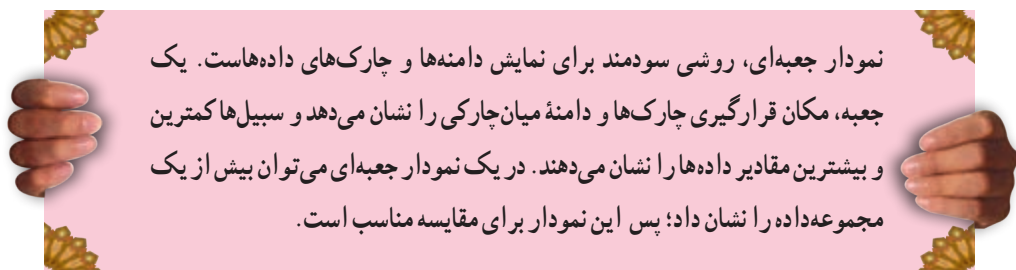 نمودار جعبه‌ای، روشی سودمند برای نمایش دامنه‌ها و چارک‌های داده‌هاست. یک
جعبه، مکان قرارگیری چارک‌ها و دامنهٔ میان‌چارکی را نشان می‌دهد و سبیل‌ها کمترین
و بیشترین مقادیر داده‌ها را نشان می‌دهند. در یک نمودار جعبه‌ای می‌توان بیش از یک
مجموعه‌داده را نشان داد؛ پس این نمودار برای مقایسه مناسب است.